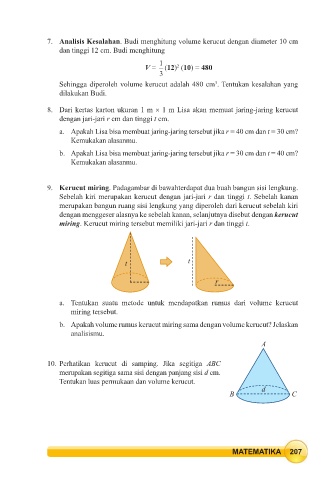 7. Analisis Kesalahan. Budi menghitung volume kerucut dengan diameter 10 cm
dan tinggi 12 cm. Budi menghitung
V = 1/3 (12)² (10) = 480
Sehingga diperoleh volume kerucut adalah 480 cm³. Tentukan kesalahan yang
dilakukan Budi.
8. Dari kertas karton ukuran 1 m × 1 m Lisa akan memuat jaring-jaring kerucut
dengan jari-jari r cm dan tinggi t cm.
a. Apakah Lisa bisa membuat jaring-jaring tersebut jika r = 40 cm dan t = 30 cm?
Kemukakan alasanmu.
b. Apakah Lisa bisa membuat jaring-jaring tersebut jika r = 30 cm dan t = 40 cm?
Kemukakan alasanmu.
9. Kerucut miring. Padagambar di bawahterdapat dua buah bangun sisi lengkung.
Sebelah kiri merupakan kerucut dengan jari-jari r dan tinggi t. Sebelah kanan
merupakan bangun ruang sisi lengkung yang diperoleh dari kerucut sebelah kiri
dengan menggeser alasnya ke sebelah kanan, selanjutnya disebut dengan kerucut
miring. Kerucut miring tersebut memiliki jari-jari r dan tinggi t.
t
t
r
a. Tentukan suatu metode untuk mendapatkan rumus dari volume kerucut
miring tersebut.
b. Apakah volume rumus kerucut miring sama dengan volume kerucut? Jelaskan
analisismu.
A
10. Perhatikan kerucut di samping. Jika segitiga ABC
merupakan segitiga sama sisi dengan panjang sisi d cm.
Tentukan luas permukaan dan volume kerucut.
d
B
C
MATEMATIKA 207